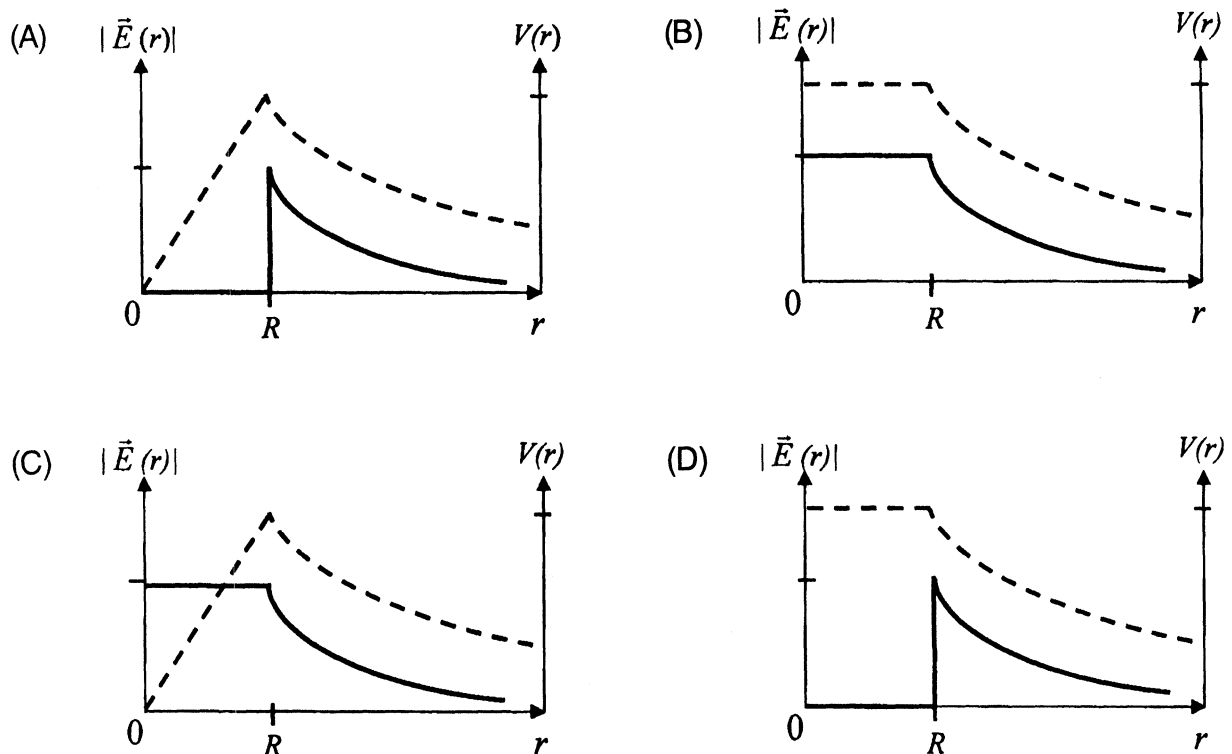 (A) |E⃗ (r)| V(r)
0 R r
(B) |E⃗ (r)| V(r)
0 R r
(C) |E⃗ (r)| V(r)
0 R r
(D) |E⃗ (r)| V(r)
0 R r